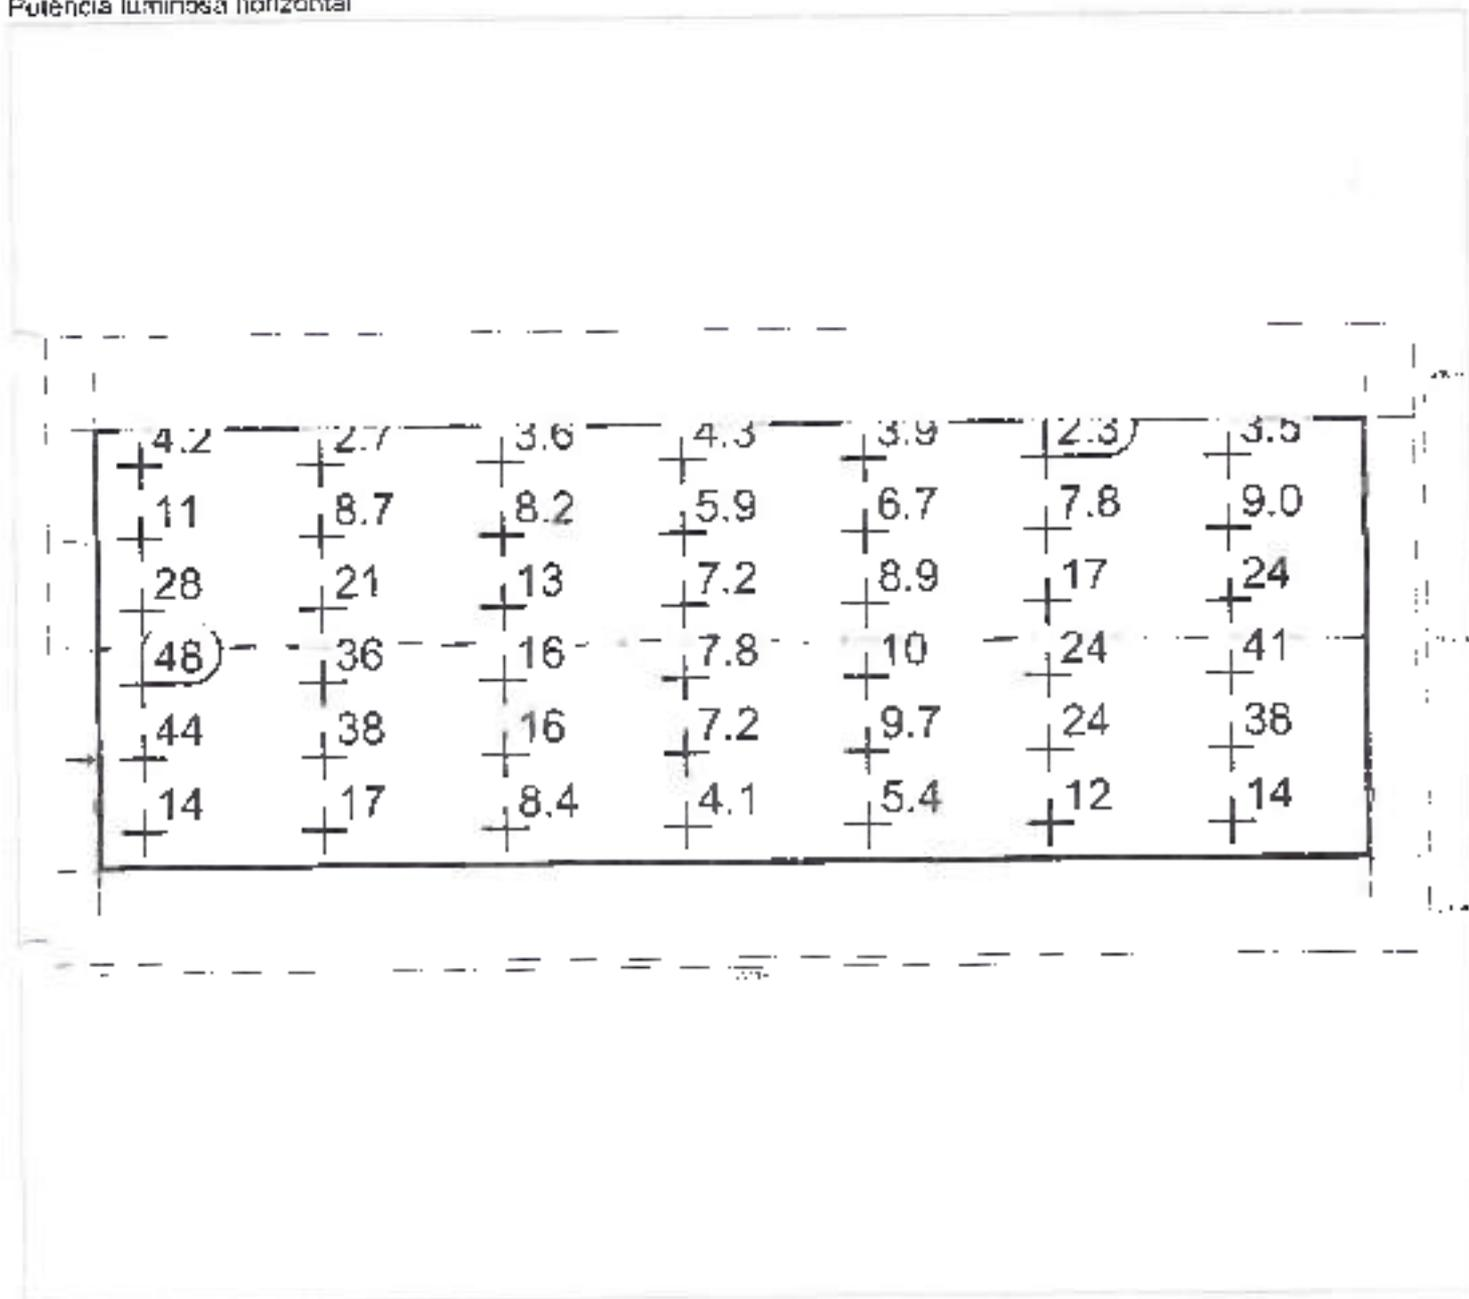 Potência luminosa horizontal
4.2 2.7 3.6 4.3 3.9 2.3 3.5
11 8.7 8.2 5.9 6.7 7.8 9.0
28 21 13 7.2 8.9 17 24
48 36 16 7.8 10 24 41
44 38 16 7.2 9.7 24 38
14 17 8.4 4.1 5.4 12 14